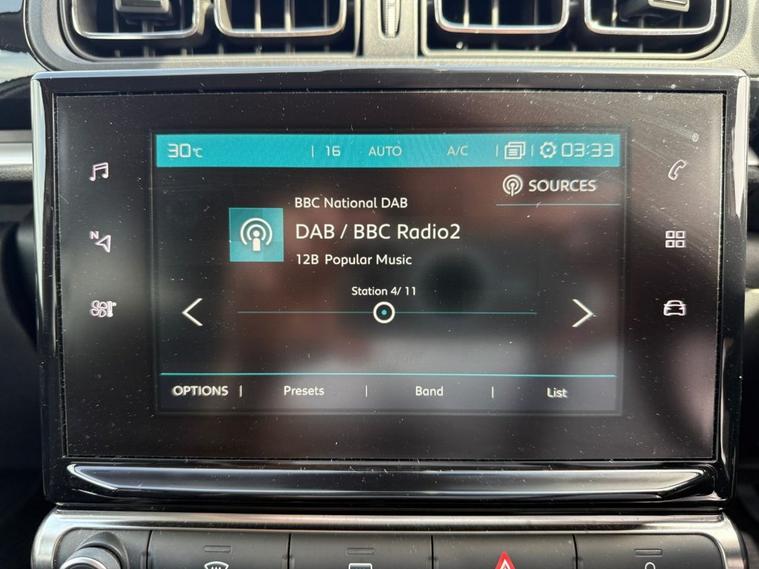 30°C | 16 AUTO A/C | | 03:33
SOURCES
BBC National DAB
DAB / BBC Radio2
12B Popular Music
Station 4/ 11
N
OPTIONS | Presets | Band | List